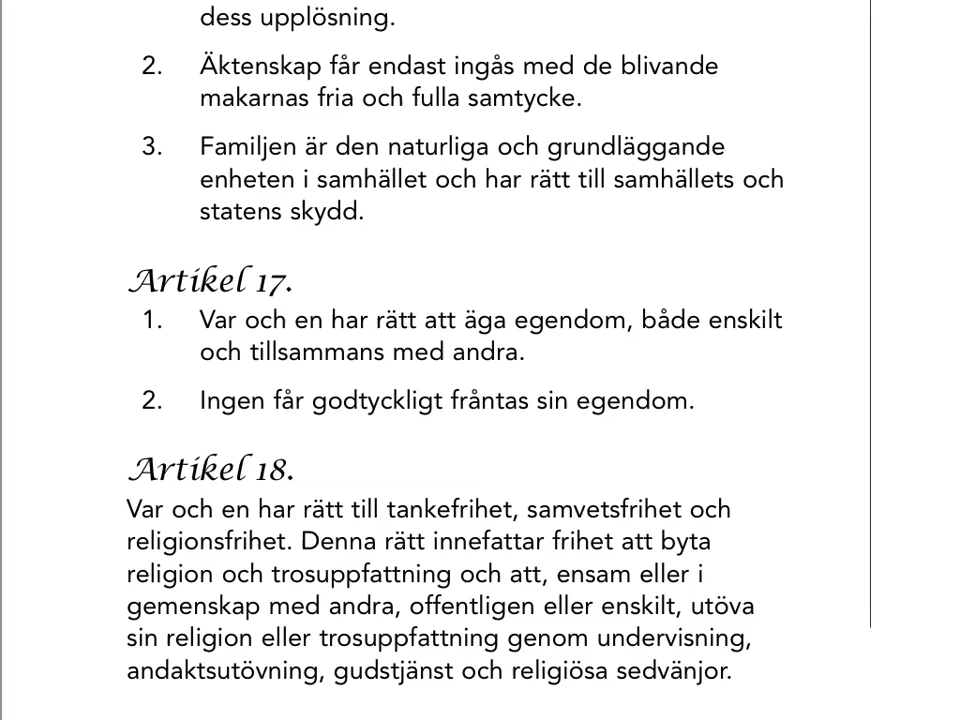 dess upplösning.
2. Äktenskap får endast ingås med de blivande
makarnas fria och fulla samtycke.
3. Familjen är den naturliga och grundläggande
enheten i samhället och har rätt till samhällets och
statens skydd.
Artikel 17.
1. Var och en har rätt att äga egendom, både enskilt
och tillsammans med andra.
2. Ingen får godtyckligt fråntas sin egendom.
Artikel 18.
Var och en har rätt till tankefrihet, samvetsfrihet och
religionsfrihet. Denna rätt innefattar frihet att byta
religion och trosuppfattning och att, ensam eller i
gemenskap med andra, offentligen eller enskilt, utöva
sin religion eller trosuppfattning genom undervisning,
andaktsutövning, gudstjänst och religiösa sedvänjor.